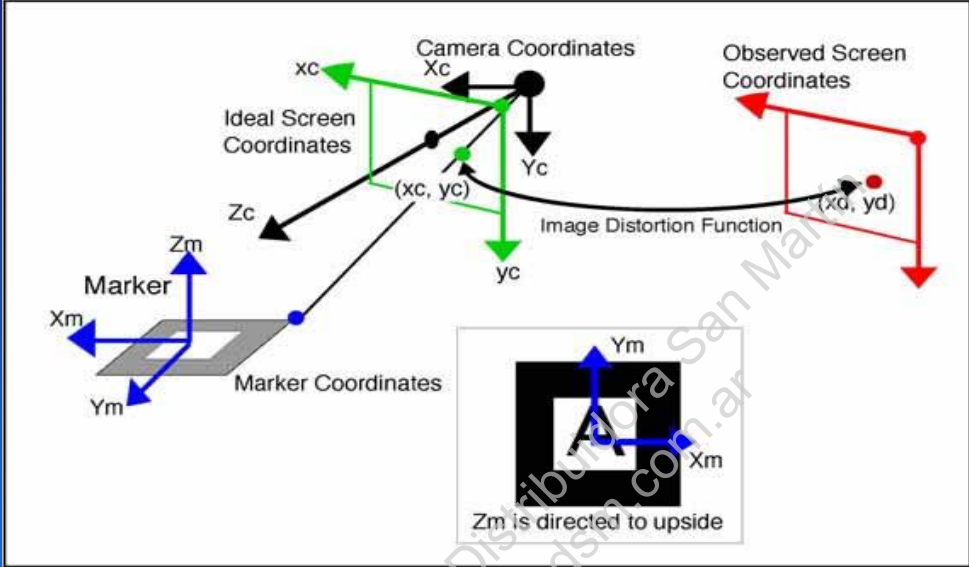 Camera Coordinates
Observed Screen
Coordinates
xc
Xc
Ideal Screen
Coordinates
Yc
(xc, yc)
(xd, yd)
Zc
Image Distortion Function
Zm
yc
Marker
Xm
Ym
Marker Coordinates
Ym
A
Xm
Zm is directed to upside
Distribuidora San Martín
dsm.com.ar